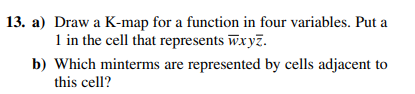 13. a) Draw a K-map for a function in four variables. Put a
1 in the cell that represents w̅xyz̅.
b) Which minterms are represented by cells adjacent to
this cell?